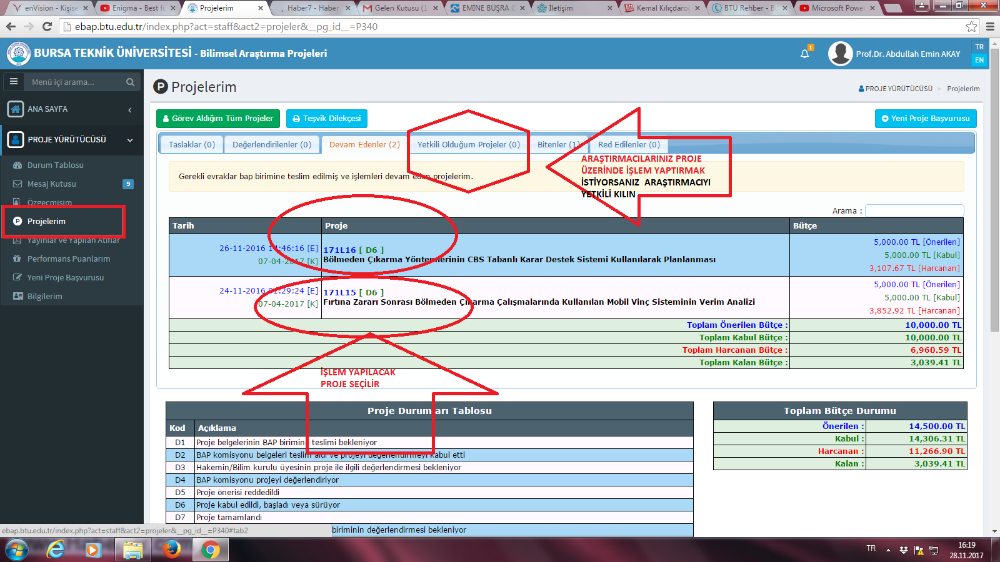 enVision - Kişise
Enigma - Best fu
Projelerim
Haber7 - Haber
Gelen Kutusu (1
EMİNE BÜŞRA G
İletişim
Kemal Kılıçdaroğ
BTÜ Rehber - Bu
Microsoft Power
ebap.btu.edu.tr/index.php?act=staff&act2=projeler&__pg_id__=P340
BURSA TEKNİK ÜNİVERSİTESİ - Bilimsel Araştırma Projeleri
1
Prof.Dr. Abdullah Emin AKAY
TR
EN
Menü içi arama...
ANA SAYFA
PROJE YÜRÜTÜCÜSÜ
Durum Tablosu
Mesaj Kutusu 9
Özgeçmişim
Projelerim
Yayınlar ve Yapılan Atıflar
Performans Puanlarım
Yeni Proje Başvurusu
Bilgilerim
P Projelerim
PROJE YÜRÜTÜCÜSÜ > Projelerim
Görev Aldığım Tüm Projeler
Teşvik Dilekçesi
Yeni Proje Başvurusu
Taslaklar (0)
Değerlendirilenler (0)
Devam Edenler (2)
Yetkili Olduğum Projeler (0)
Bitenler (1)
Red Edilenler (0)
Gerekli evraklar bap birimine teslim edilmiş ve işlemleri devam eden projelerim.
ARAŞTIRMACILARINIZ PROJE
ÜZERİNDE İŞLEM YAPTIRMAK
İSTİYORSANIZ ARAŞTIRMACIYI
YETKİLİ KILIN
Arama :
Tarih Proje Bütçe
26-11-2016 14:46:16 [E]
07-04-2017 [K]
171L16 [ D6 ]
Bölmeden Çıkarma Yöntemlerinin CBS Tabanlı Karar Destek Sistemi Kullanılarak Planlanması
5,000.00 TL [Önerilen]
5,000.00 TL [Kabul]
3,107.67 TL [Harcanan]
24-11-2016 01:29:24 [E]
07-04-2017 [K]
171L15 [ D6 ]
Fırtına Zararı Sonrası Bölmeden Çıkarma Çalışmalarında Kullanılan Mobil Vinç Sisteminin Verim Analizi
5,000.00 TL [Önerilen]
5,000.00 TL [Kabul]
3,852.92 TL [Harcanan]
Toplam Önerilen Bütçe : 10,000.00 TL
Toplam Kabul Bütçe : 10,000.00 TL
Toplam Harcanan Bütçe : 6,960.59 TL
Toplam Kalan Bütçe : 3,039.41 TL
İŞLEM YAPILACAK
PROJE SEÇİLİR
Proje Durumları Tablosu
Kod Açıklama
D1 Proje belgelerinin BAP birimine teslimi bekleniyor
D2 BAP komisyonu belgeleri teslim aldı ve projeyi değerlendirmeyi kabul etti
D3 Hakemin/Bilim kurulu üyesinin proje ile ilgili değerlendirmesi bekleniyor
D4 BAP komisyonu projeyi değerlendiriyor
D5 Proje önerisi reddedildi
D6 Proje kabul edildi, başladı veya sürüyor
D7 Proje tamamlandı
biriminin değerlendirmesi bekleniyor
Toplam Bütçe Durumu
Önerilen : 14,500.00 TL
Kabul : 14,306.31 TL
Harcanan : 11,266.90 TL
Kalan : 3,039.41 TL
ebap.btu.edu.tr/index.php?act=staff&act2=projeler&__pg_id__=P340#tab2
TR
16:19
28.11.2017